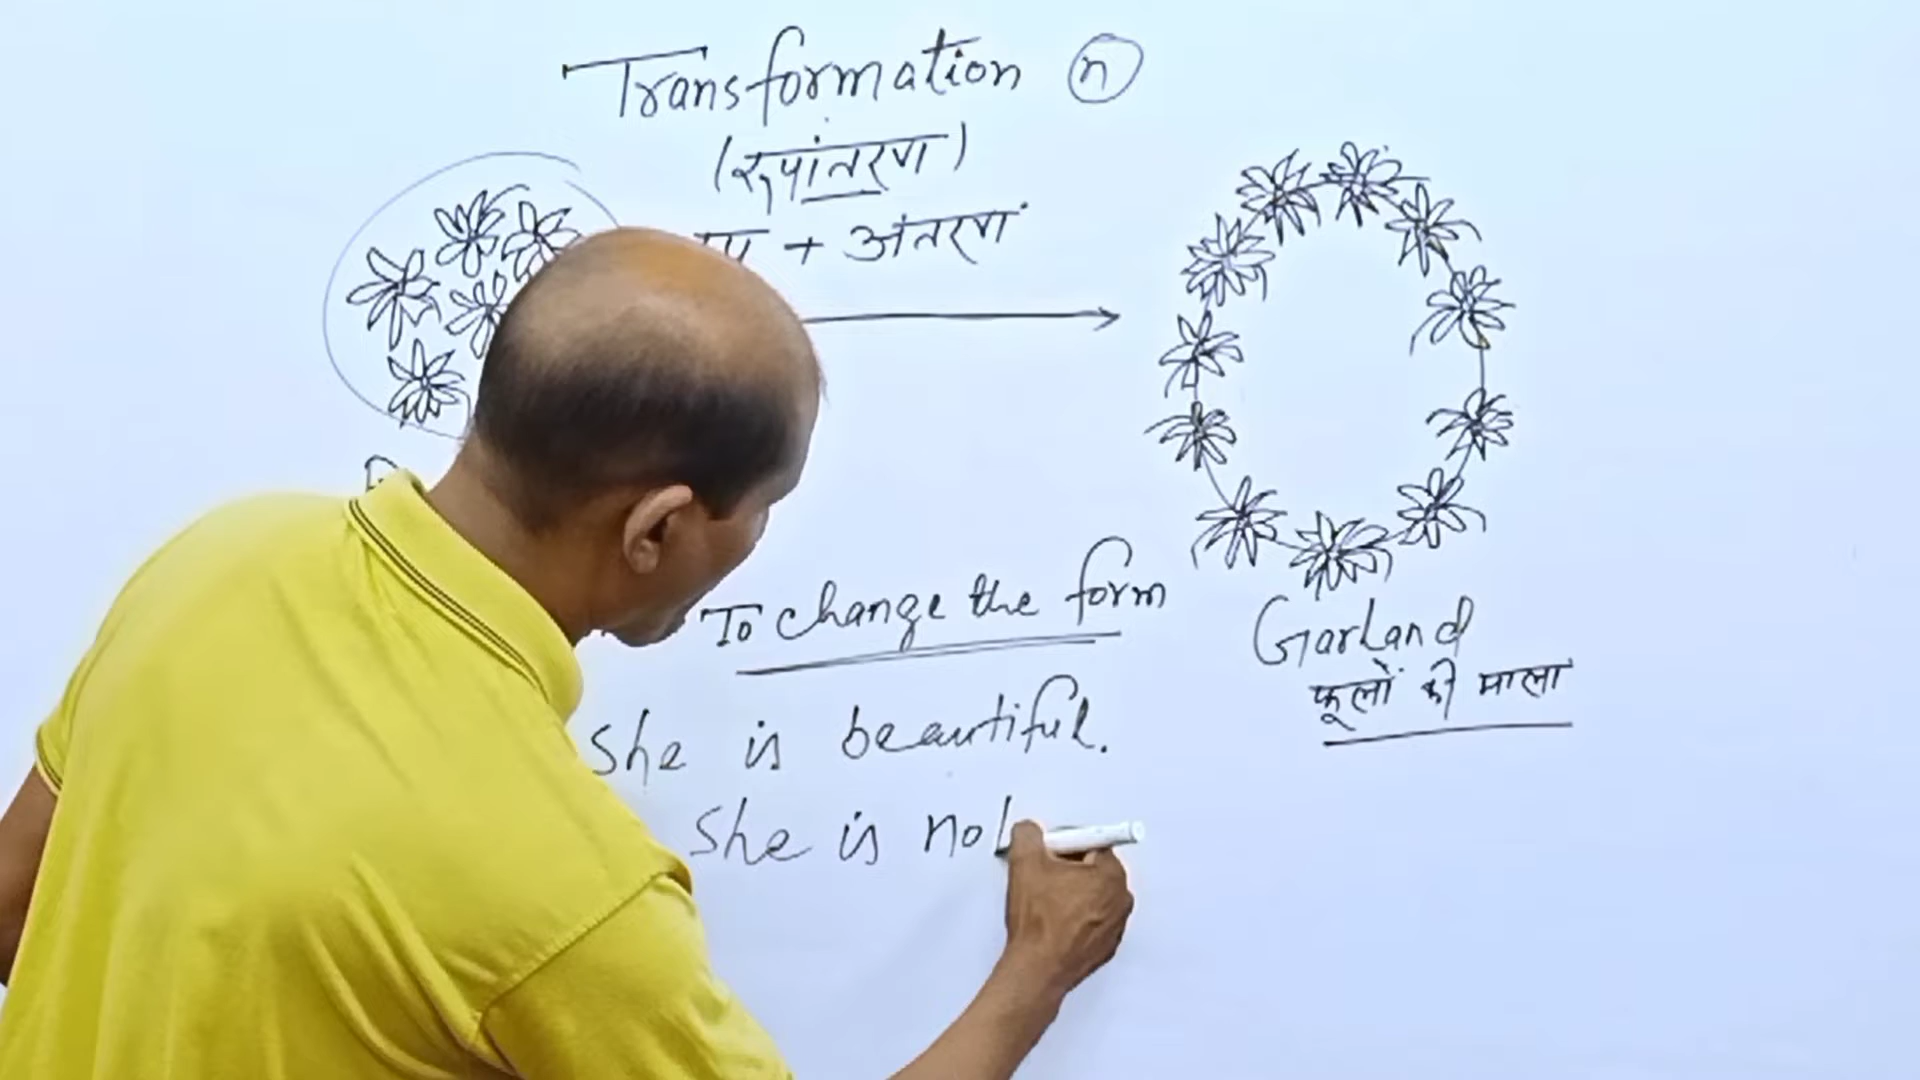 Transformation n
(रूपांतरण)
+ अंतरण
To change the form
Garland
फूलों की माला
She is beautiful.
She is not